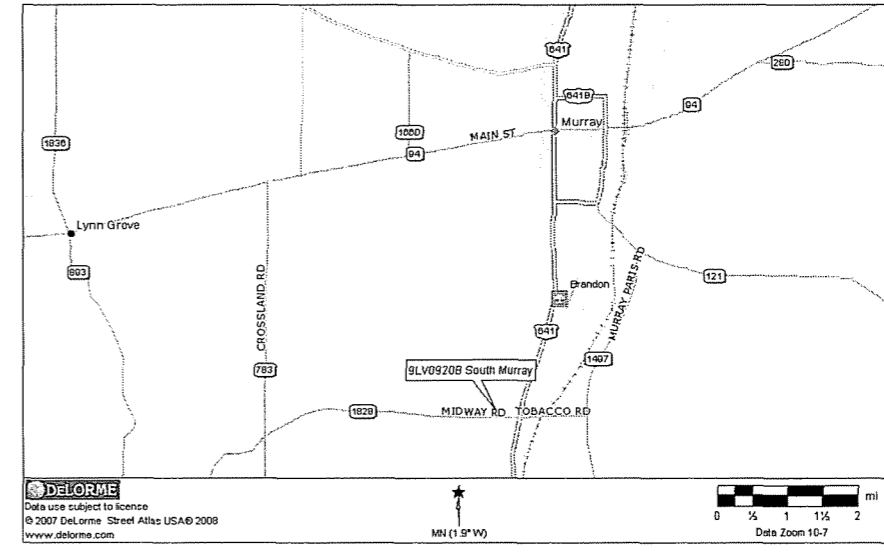 641
280
641B
94
Murray
1836
1660
MAIN ST
94
Lynn Grove
893
CROSSLAND RD
MURRAY PARIS RD
121
Brandon
641
783
9LV0920B South Murray
1497
1828
MIDWAY RD TOBACCO RD
DELORME
Data use subject to license
© 2007 DeLorme Street Atlas USA® 2008
www.delorme.com
MN (1.9° W)
mi
0 ½ 1 1½ 2
Data Zoom 10-7